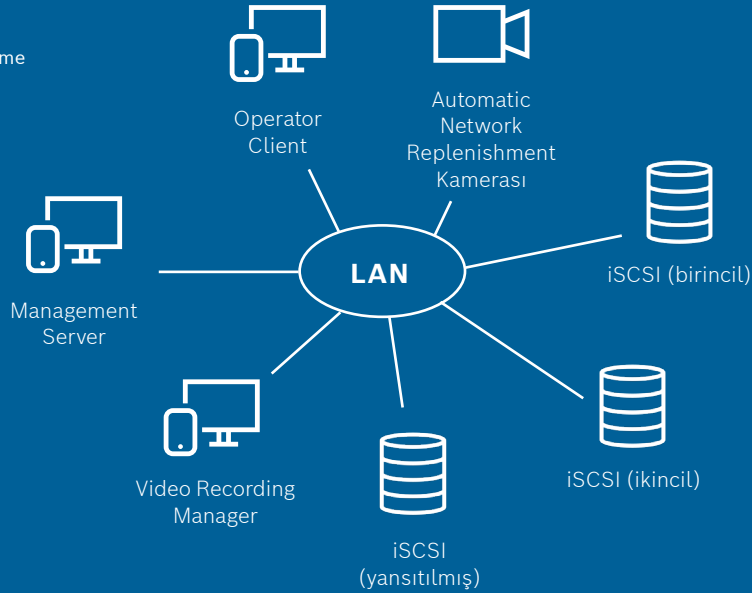 me
Operator
Client
Automatic
Network
Replenishment
Kamerası
LAN
iSCSI (birincil)
Management
Server
iSCSI (ikincil)
Video Recording
Manager
iSCSI
(yansıtılmış)